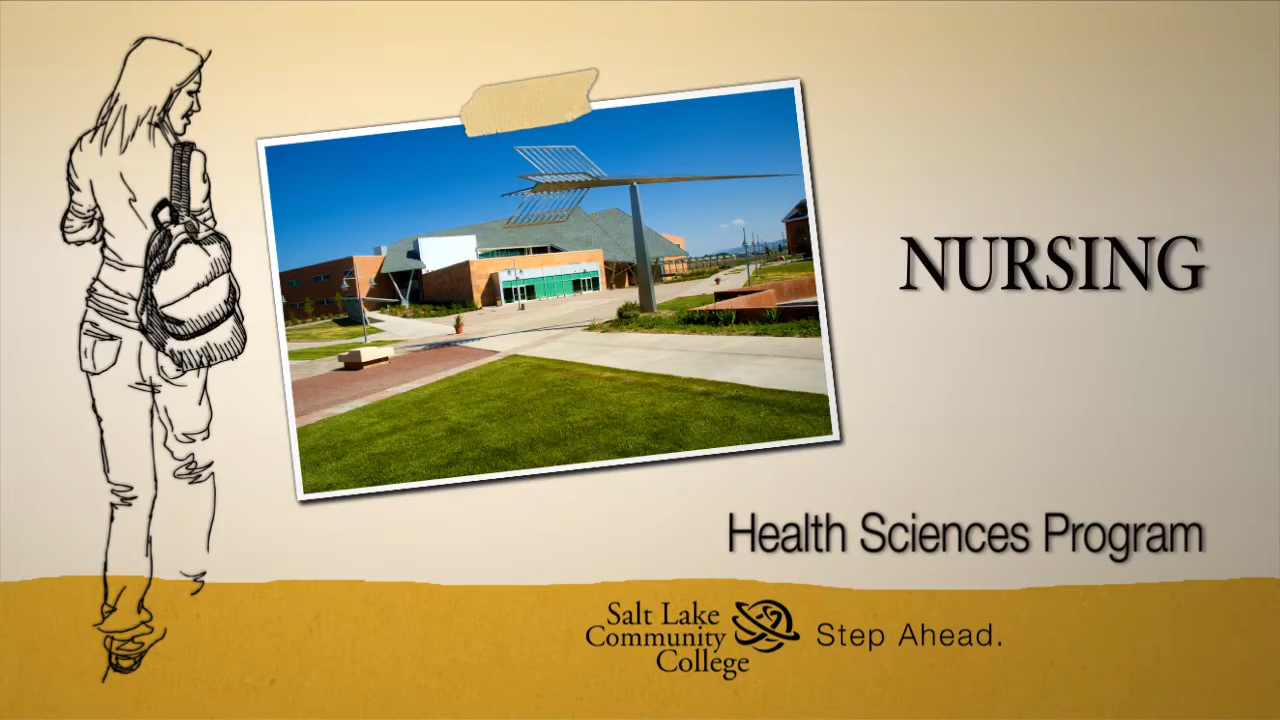 NURSING
Health Sciences Program
Salt Lake
Community
College
Step Ahead.